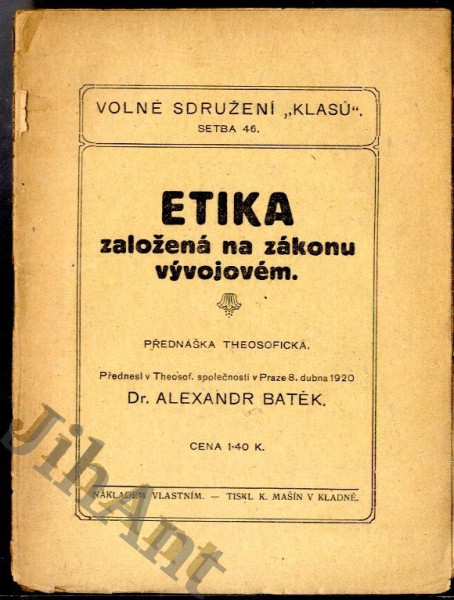 VOLNÉ SDRUŽENÍ „KLASŮ“.
SETBA 46.
ETIKA
založená na zákonu
vývojovém.
PŘEDNÁŠKA THEOSOFICKÁ.
Přednesl v Theosof. společnosti v Praze 8. dubna 1920
Dr. ALEXANDR BATĚK.
CENA 1·40 K.
NÁKLADEM VLASTNÍM. — TISKL K. MAŠÍN V KLADNĚ.
JihAnt